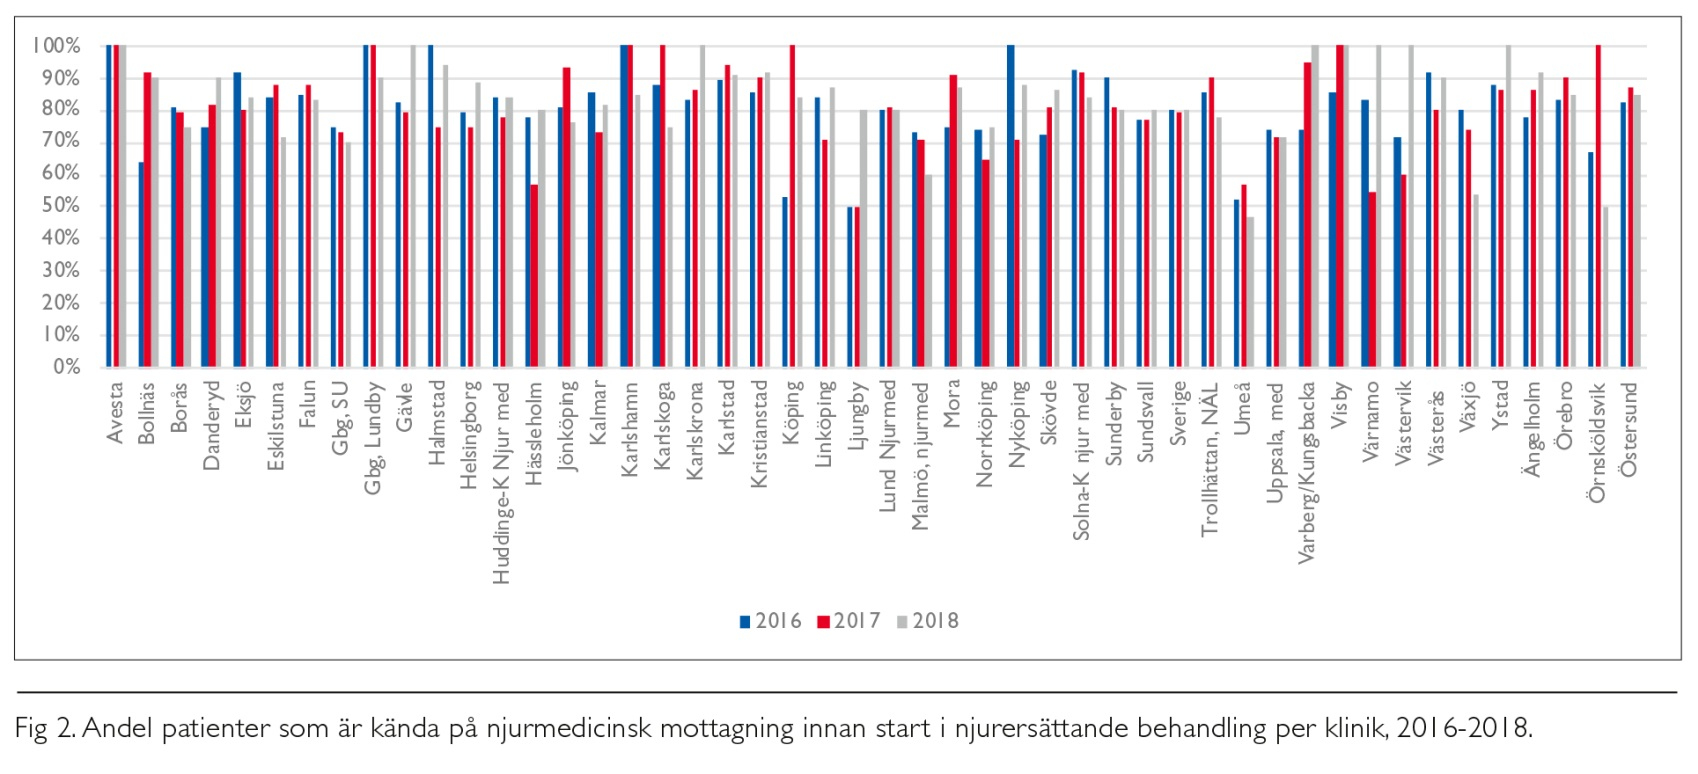 100%
90%
80%
70%
60%
50%
40%
30%
20%
10%
0%
Avesta
Bollnäs
Borås
Danderyd
Eksjö
Eskilstuna
Falun
Gbg, SU
Gbg, Lundby
Gävle
Halmstad
Helsingborg
Huddinge-K Njur med
Hässleholm
Jönköping
Kalmar
Karlshamn
Karlskoga
Karlskrona
Karlstad
Kristianstad
Köping
Linköping
Ljungby
Lund Njurmed
Malmö, njurmed
Mora
Norrköping
Nyköping
Skövde
Solna-K njur med
Sunderby
Sundsvall
Sverige
Trollhättan, NÄL
Umeå
Uppsala, med
Varberg/Kungsbacka
Visby
Värnamo
Västervik
Västerås
Växjö
Ystad
Ängelholm
Örebro
Örnsköldsvik
Östersund
2016 2017 2018
Fig 2. Andel patienter som är kända på njurmedicinsk mottagning innan start i njurersättande behandling per klinik, 2016-2018.